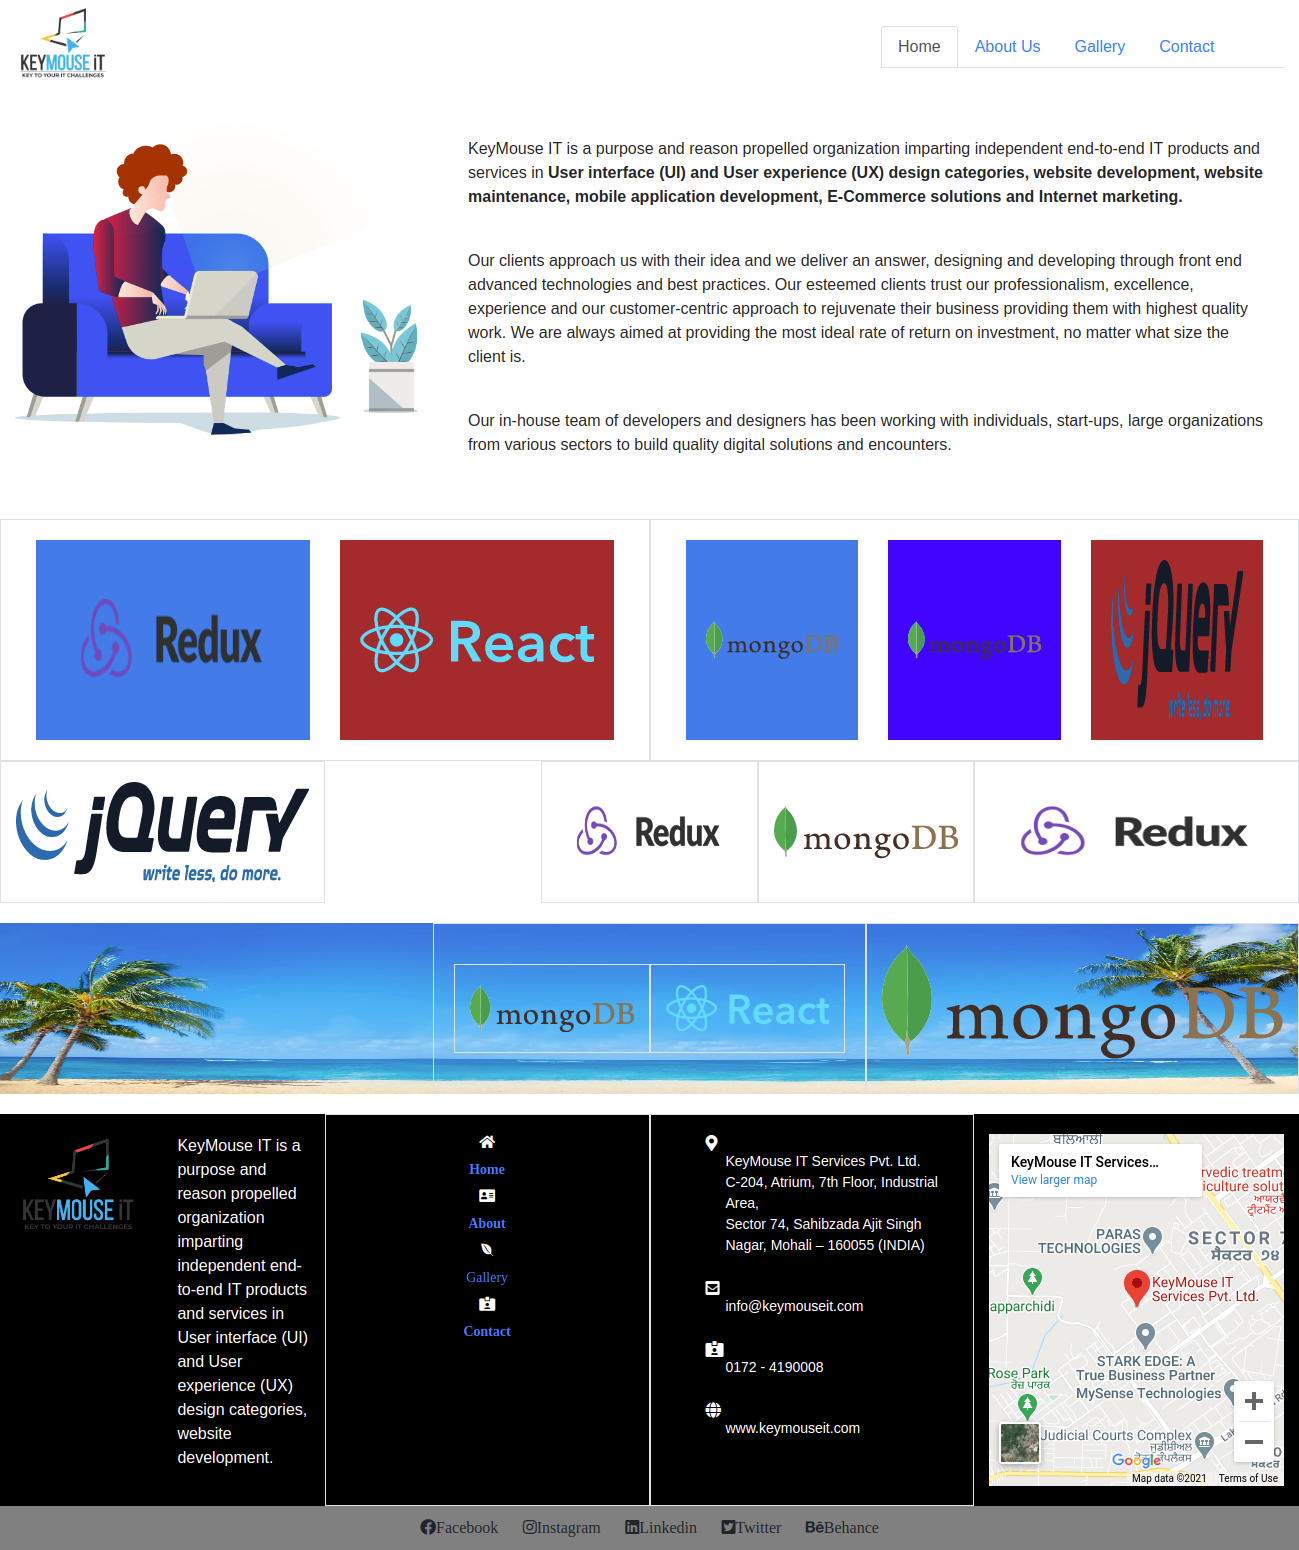 KEYMOUSE iT
KEY TO YOUR IT CHALLENGES
Home About Us Gallery Contact
KeyMouse IT is a purpose and reason propelled organization imparting independent end-to-end IT products and
services in User interface (UI) and User experience (UX) design categories, website development, website
maintenance, mobile application development, E-Commerce solutions and Internet marketing.
Our clients approach us with their idea and we deliver an answer, designing and developing through front end
advanced technologies and best practices. Our esteemed clients trust our professionalism, excellence,
experience and our customer-centric approach to rejuvenate their business providing them with highest quality
work. We are always aimed at providing the most ideal rate of return on investment, no matter what size the
client is.
Our in-house team of developers and designers has been working with individuals, start-ups, large organizations
from various sectors to build quality digital solutions and encounters.
Redux
React
mongoDB
mongoDB
jQuery
write less, do more.
jQuery
write less, do more.
Redux
mongoDB
Redux
mongoDB
React
mongoDB
KEYMOUSE iT
KEY TO YOUR IT CHALLENGES
KeyMouse IT is a
purpose and
reason propelled
organization
imparting
independent end-
to-end IT products
and services in
User interface (UI)
and User
experience (UX)
design categories,
website
development.
Home
About
Gallery
Contact
KeyMouse IT Services Pvt. Ltd.
C-204, Atrium, 7th Floor, Industrial
Area,
Sector 74, Sahibzada Ajit Singh
Nagar, Mohali – 160055 (INDIA)
info@keymouseit.com
0172 - 4190008
www.keymouseit.com
ਬਲਿਆਲੀ
KeyMouse IT Services…
View larger map
rvedic treatm
iculture solut
PARAS
TECHNOLOGIES
SECTOR 7
ਸੈਕਟਰ ੭੪
KeyMouse IT
Services Pvt. Ltd.
apparchidi
STARK EDGE: A
True Business Partner
Rose Park
ਰੋਜ਼ ਪਾਰਕ
MySense Technologies
Judicial Courts Complex
Google
Map data ©2021 Terms of Use
Facebook Instagram Linkedin Twitter Behance